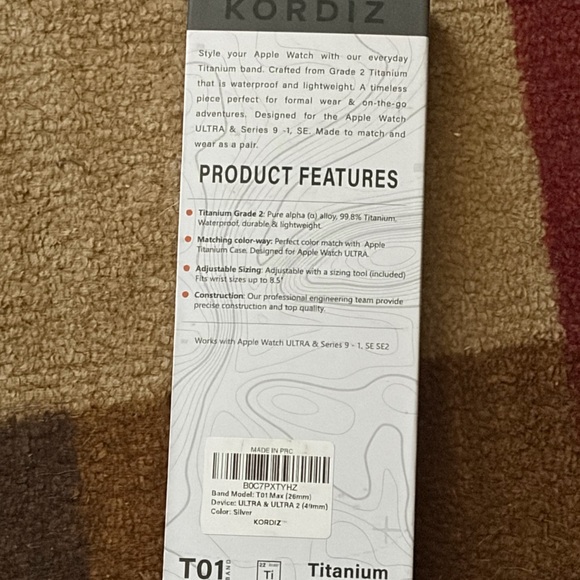 KORDIZ
Style your Apple Watch with our everyday
Titanium band. Crafted from Grade 2 Titanium
that is waterproof and lightweight. A timeless
piece perfect for formal wear & on-the-go
adventures. Designed for the Apple Watch
ULTRA & Series 9 -1, SE. Made to match and
wear as a pair.
PRODUCT FEATURES
Titanium Grade 2: Pure alpha (α) alloy, 99.8% Titanium,
Waterproof, durable & lightweight.
Matching color-way: Perfect color match with Apple
Titanium Case. Designed for Apple Watch ULTRA.
Adjustable Sizing: Adjustable with a sizing tool (included)
Fits wrist sizes up to 8.5"
Construction: Our professional engineering team provide
precise construction and top quality.
Works with Apple Watch ULTRA & Series 9 - 1, SE SE2
MADE IN PRC
B0C7PXTYHZ
Band Model: T01 Max (26mm)
Device: ULTRA & ULTRA 2 (49mm)
Color: Silver
KORDIZ™
T01 BAND 22 Ti Titanium